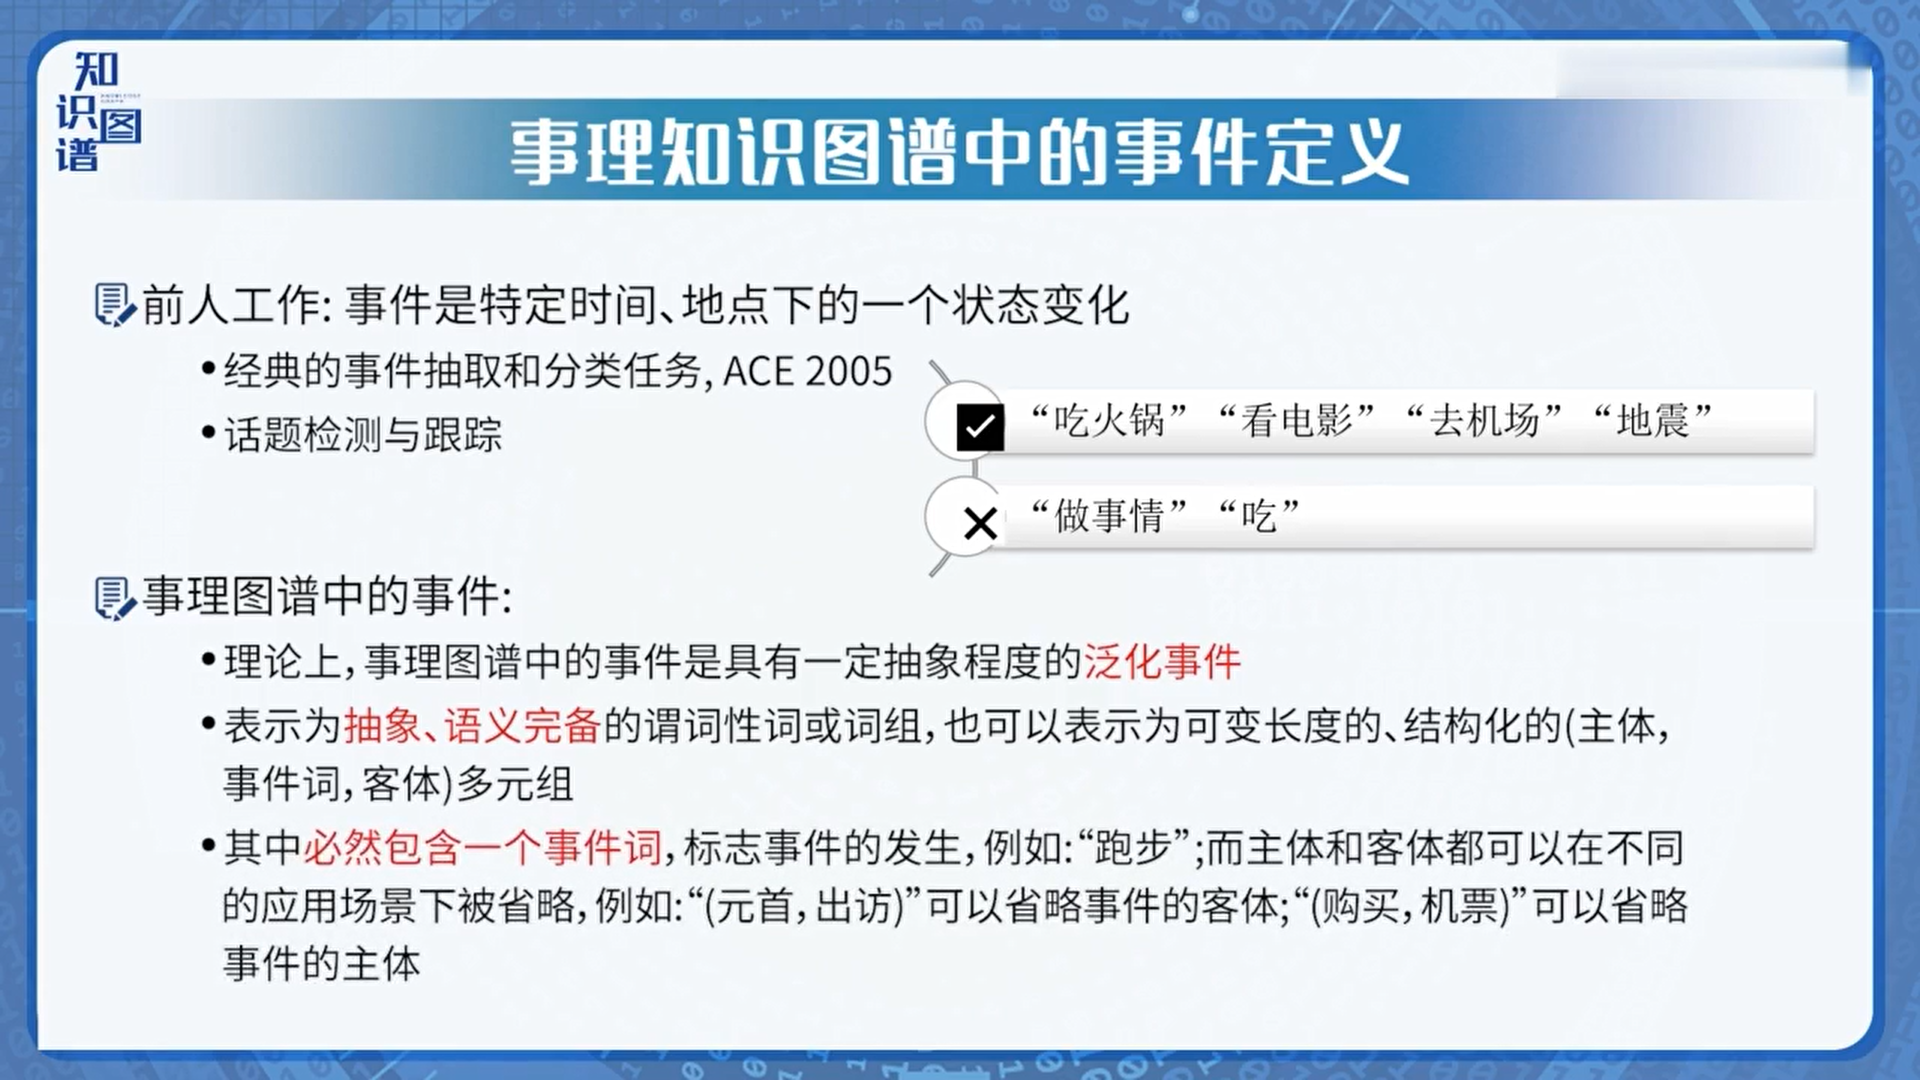 知识图谱
事理知识图谱中的事件定义
前人工作: 事件是特定时间、地点下的一个状态变化
•经典的事件抽取和分类任务, ACE 2005
•话题检测与跟踪
“吃火锅” “看电影” “去机场” “地震”
“做事情” “吃”
事理图谱中的事件:
•理论上,事理图谱中的事件是具有一定抽象程度的泛化事件
•表示为抽象、语义完备的谓词性词或词组,也可以表示为可变长度的、结构化的(主体,
事件词,客体)多元组
•其中必然包含一个事件词,标志事件的发生,例如:“跑步”;而主体和客体都可以在不同
的应用场景下被省略,例如:“(元首,出访)”可以省略事件的客体;“(购买,机票)”可以省略
事件的主体